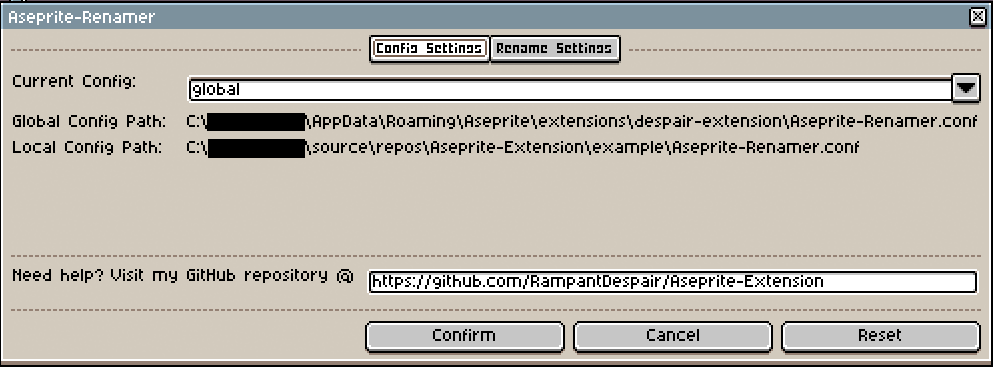 Aseprite-Renamer
Config Settings Rename Settings
Current Config: global
Global Config Path: C:\ \AppData\Roaming\Aseprite\extensions\despair-extension\Aseprite-Renamer.conf
Local Config Path: C:\ \source\repos\Aseprite-Extension\example\Aseprite-Renamer.conf
Need help? Visit my GitHub repository @ https://github.com/RampantDespair/Aseprite-Extension
Confirm Cancel Reset